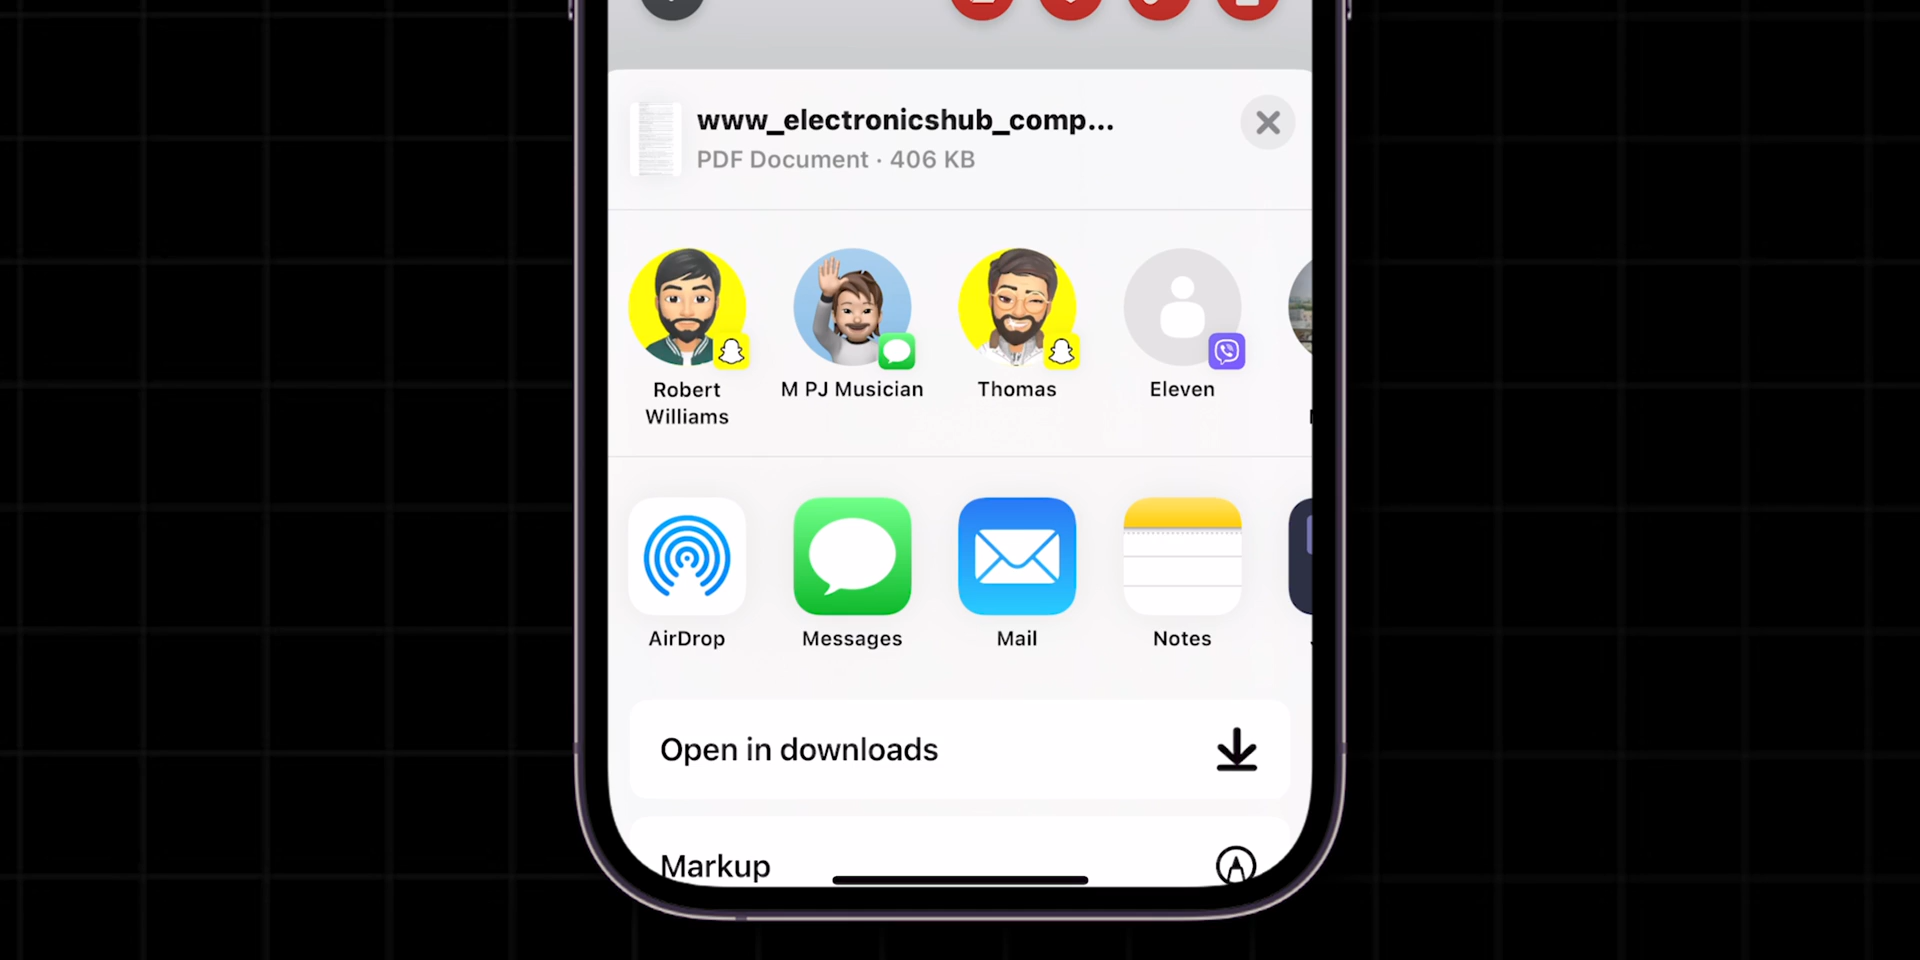 www_electronicshub_comp...
PDF Document · 406 KB
Robert Williams
M PJ Musician
Thomas
Eleven
AirDrop
Messages
Mail
Notes
Open in downloads
Markup